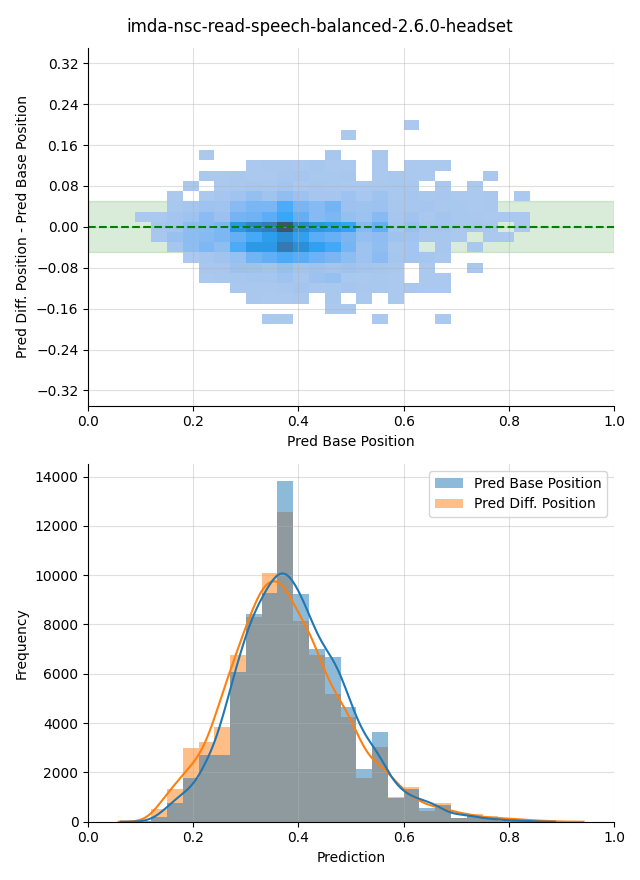 imda-nsc-read-speech-balanced-2.6.0-headset
0.32
0.24
0.16
0.08
0.00
−0.08
−0.16
−0.24
−0.32
Pred Diff. Position - Pred Base Position
0.0 0.2 0.4 0.6 0.8 1.0
Pred Base Position
14000
12000
10000
8000
6000
4000
2000
0
Frequency
Pred Base Position
Pred Diff. Position
0.0 0.2 0.4 0.6 0.8 1.0
Prediction